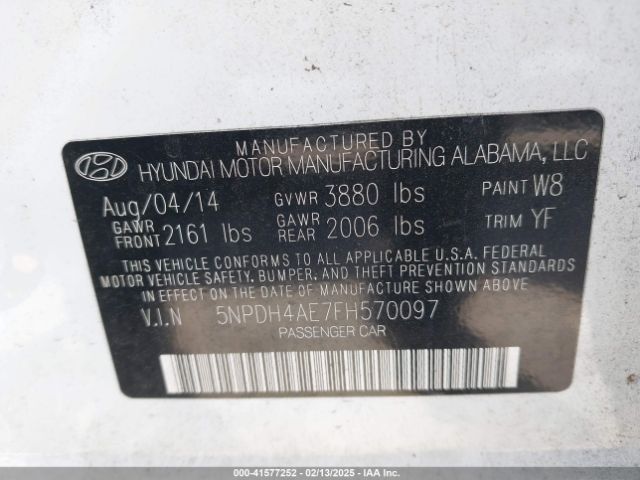 MANUFACTURED BY
HYUNDAI MOTOR MANUFACTURING ALABAMA, LLC
Aug/04/14 GVWR 3880 lbs PAINT W8
GAWR FRONT 2161 lbs GAWR REAR 2006 lbs TRIM YF
THIS VEHICLE CONFORMS TO ALL APPLICABLE U.S.A. FEDERAL
MOTOR VEHICLE SAFETY, BUMPER, AND THEFT PREVENTION
STANDARDS IN EFFECT ON THE DATE OF MANUFACTURE SHOWN ABOVE.
V.I.N 5NPDH4AE7FH570097
PASSENGER CAR
000-41577252 - 02/13/2025 - IAA, Inc.